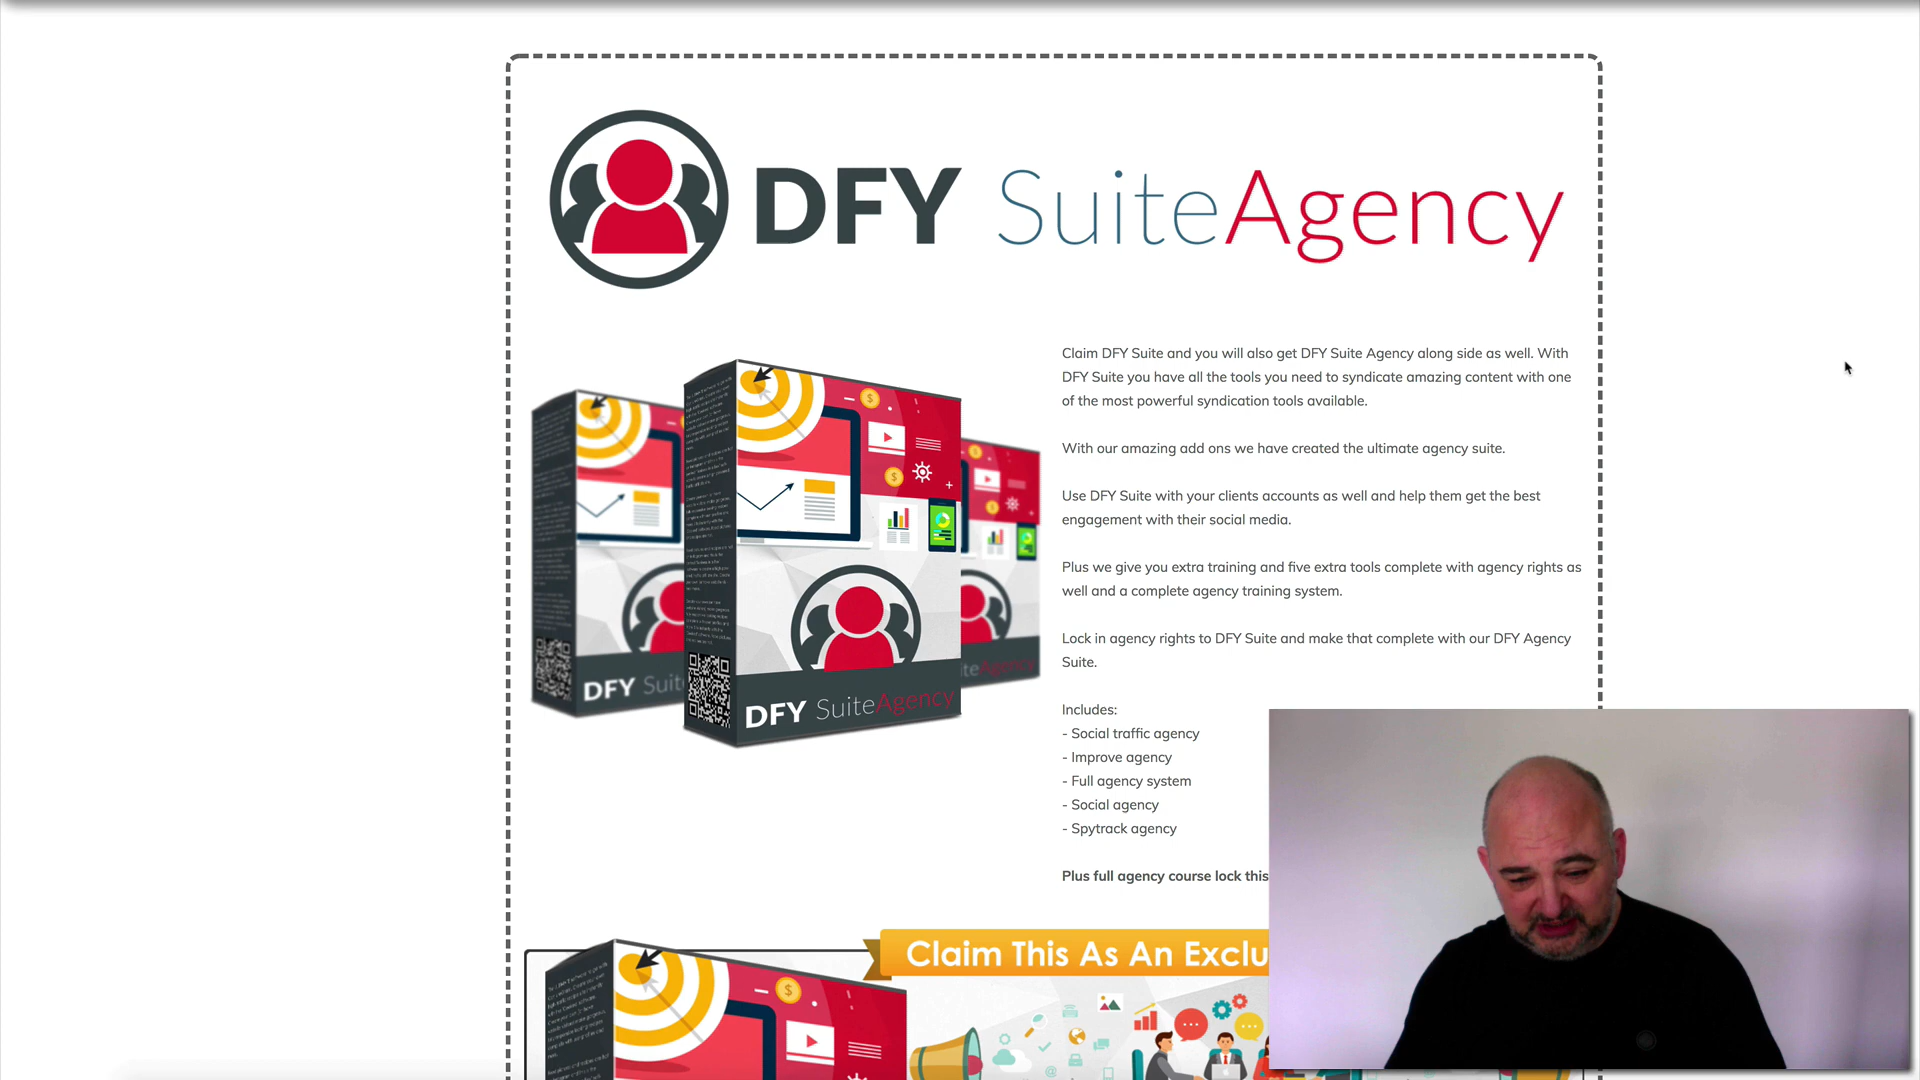 DFY SuiteAgency
Claim DFY Suite and you will also get DFY Suite Agency along side as well. With
DFY Suite you have all the tools you need to syndicate amazing content with one
of the most powerful syndication tools available.
With our amazing add ons we have created the ultimate agency suite.
Use DFY Suite with your clients accounts as well and help them get the best
engagement with their social media.
Plus we give you extra training and five extra tools complete with agency rights as
well and a complete agency training system.
Lock in agency rights to DFY Suite and make that complete with our DFY Agency
Suite.
Includes:
- Social traffic agency
- Improve agency
- Full agency system
- Social agency
- Spytrack agency
Plus full agency course lock this
DFY Suit
DFY SuiteAgency
iteAgency
Claim This As An Exclu